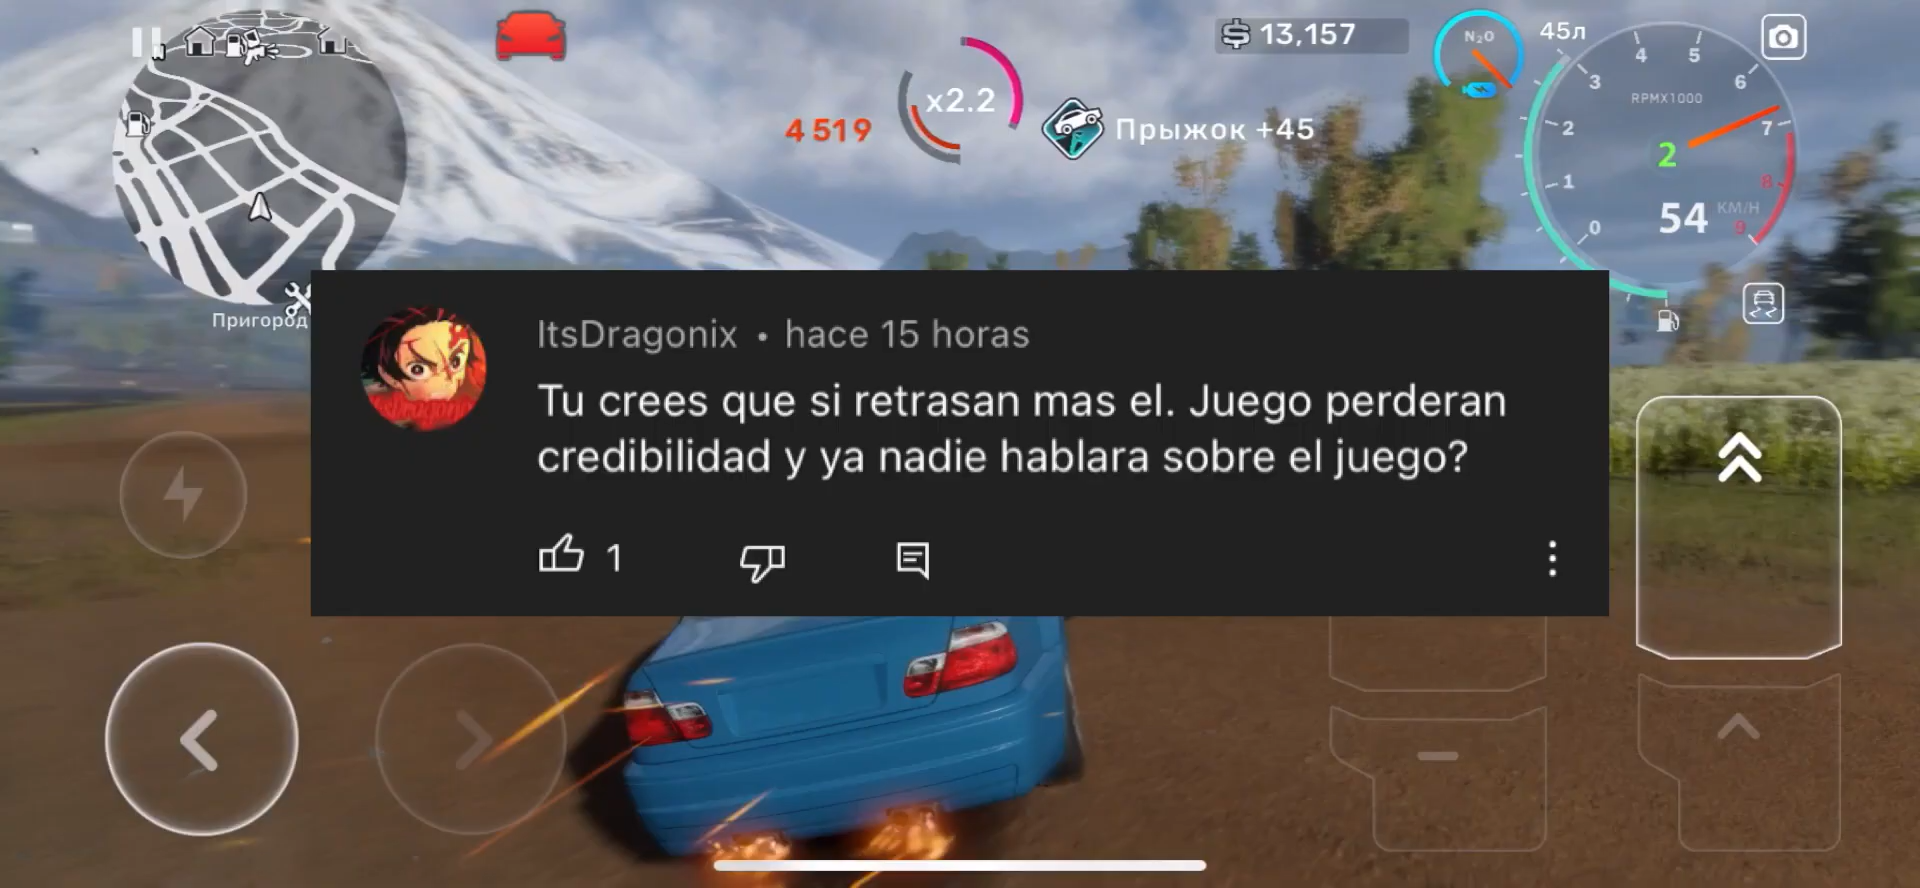 $ 13,157
N₂O
45л
4 5
3 6
RPMX1000
2 7
x2.2
4 519
Прыжок +45
2
1 8
54 KM/H
0 9
Пригород
ItsDragonix • hace 15 horas
Tu crees que si retrasan mas el. Juego perderan
credibilidad y ya nadie hablara sobre el juego?
1